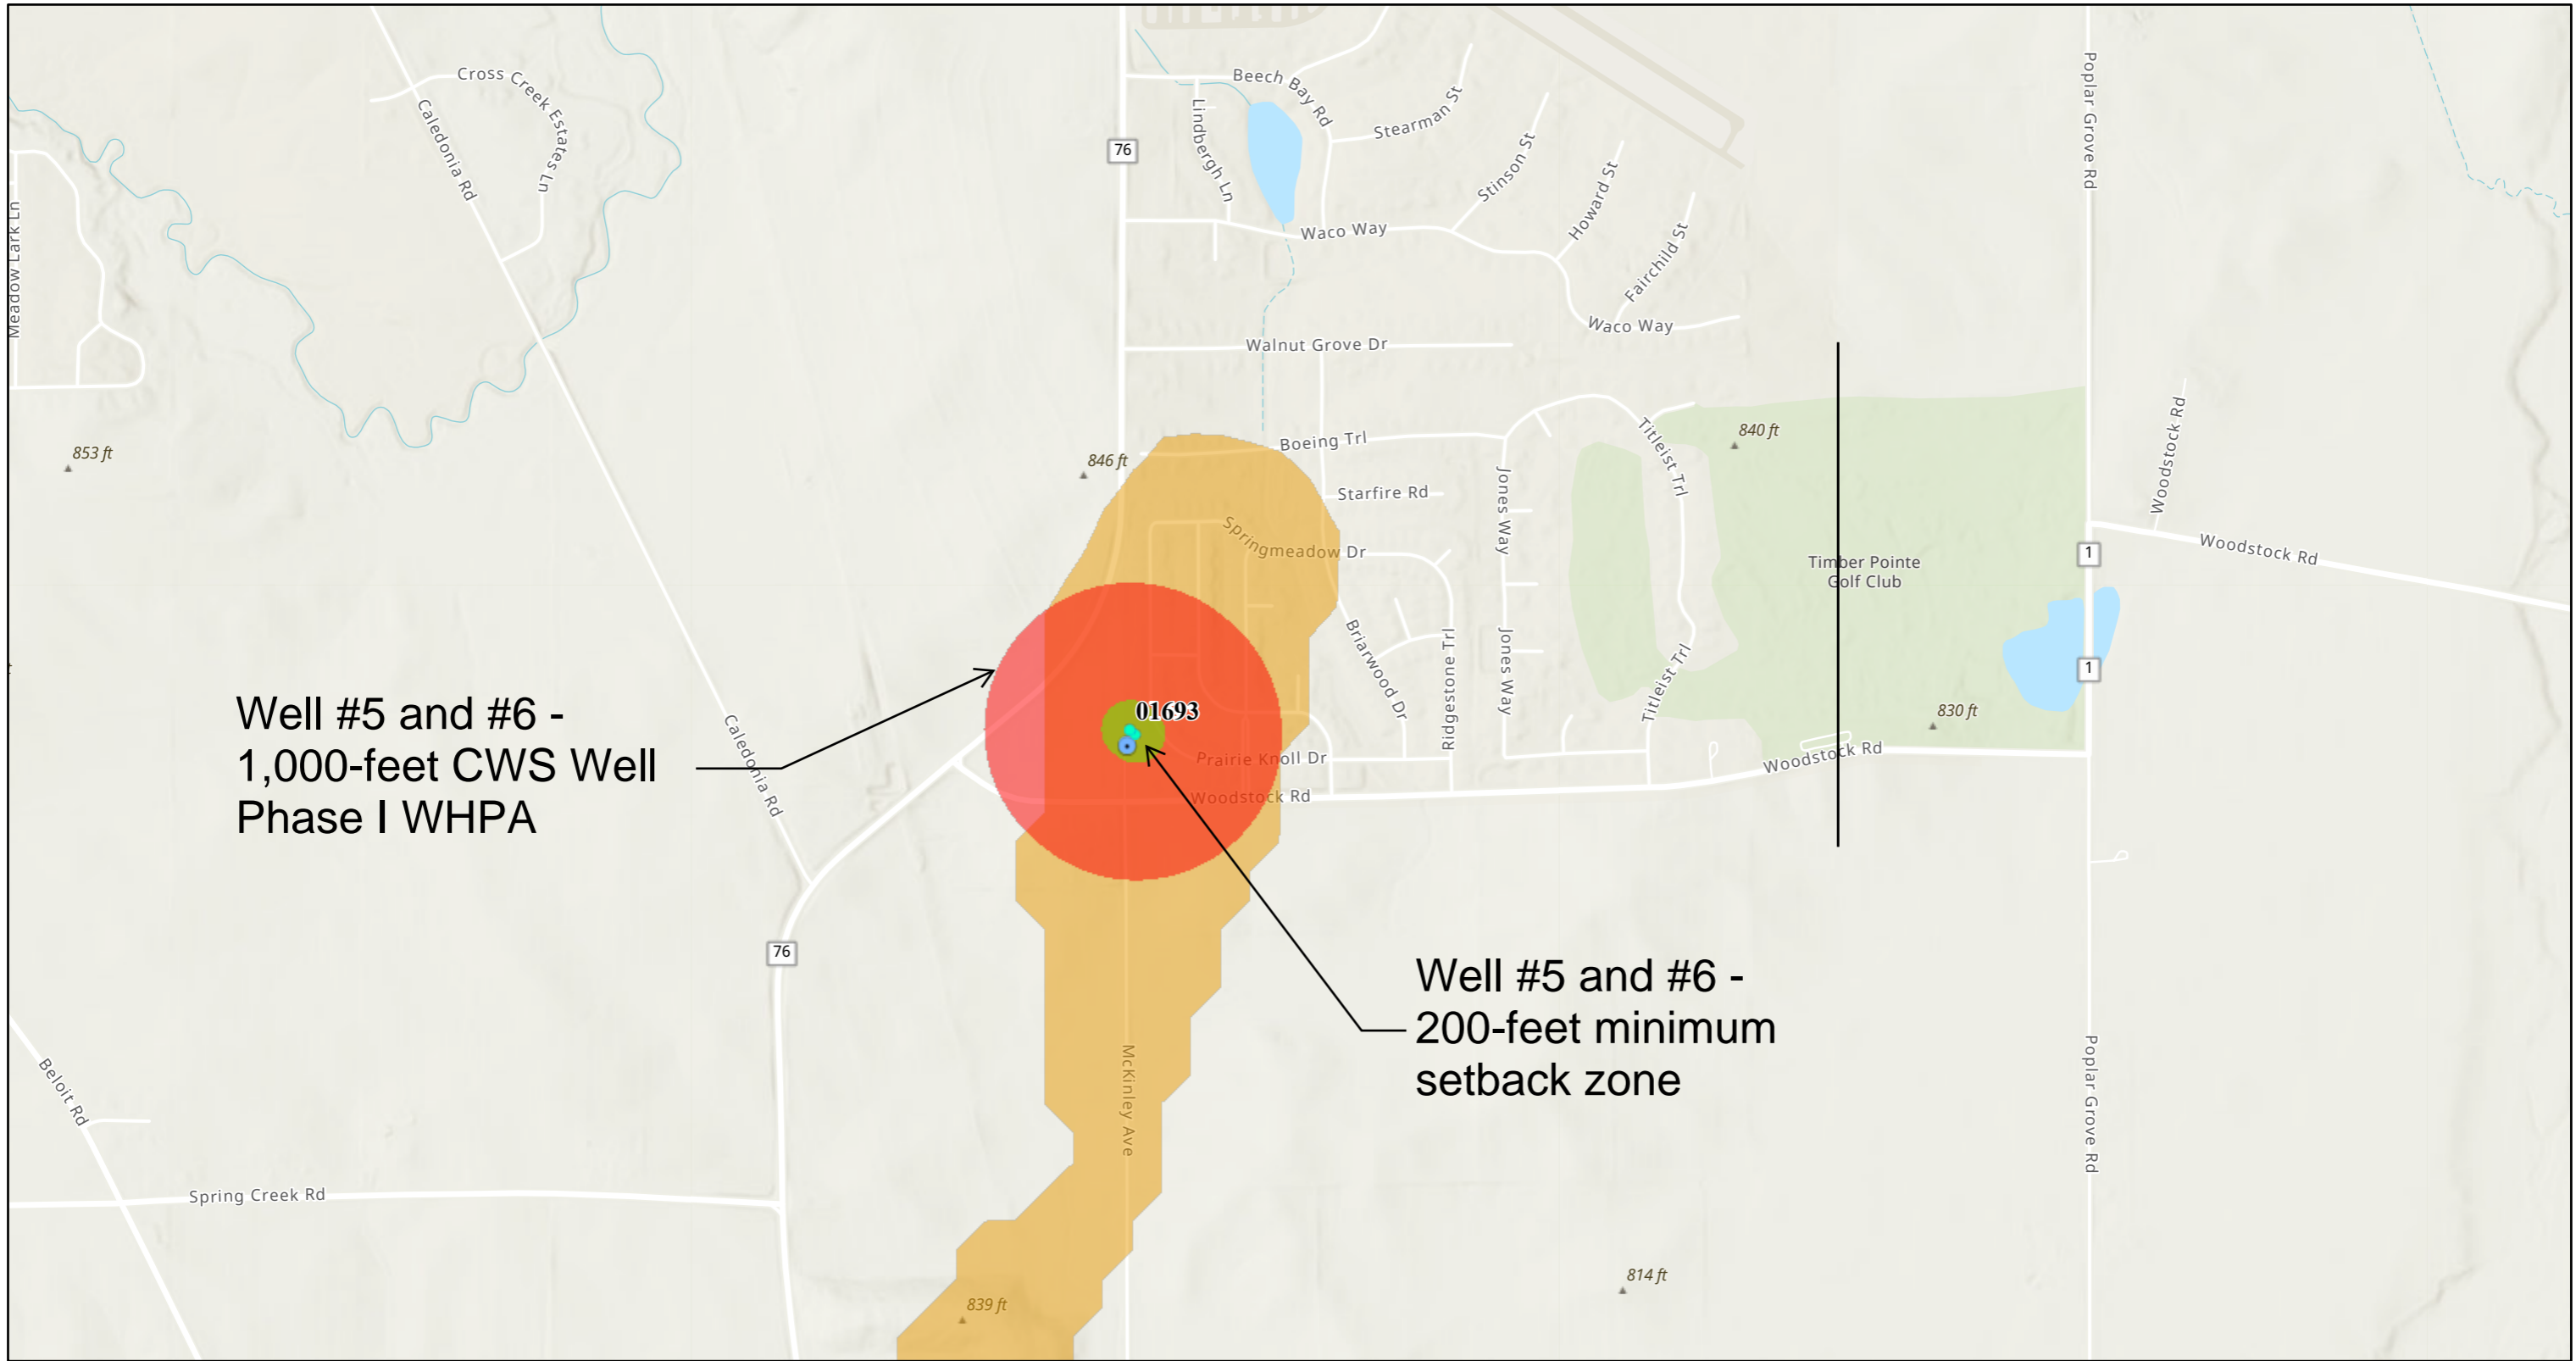 Cross Creek Estates Ln
Caledonia Rd
Meadow Lark Ln
76
Beech Bay Rd
Lindbergh Ln
Stearman St
Stinson St
Howard St
Fairchild St
Waco Way
Waco Way
Poplar Grove Rd
Walnut Grove Dr
853 ft
846 ft
Boeing Trl
Starfire Rd
Springmeadow Dr
Jones Way
Titleist Trl
840 ft
Timber Pointe
Golf Club
Woodstock Rd
Woodstock Rd
1
1
Well #5 and #6 -
1,000-feet CWS Well
Phase I WHPA
Caledonia Rd
01693
Prairie Knoll Dr
Woodstock Rd
Briarwood Dr
Ridgestone Trl
Jones Way
Titleist Trl
Woodstock Rd
830 ft
76
Well #5 and #6 -
200-feet minimum
setback zone
McKinley Ave
Poplar Grove Rd
Beloit Rd
Spring Creek Rd
839 ft
814 ft